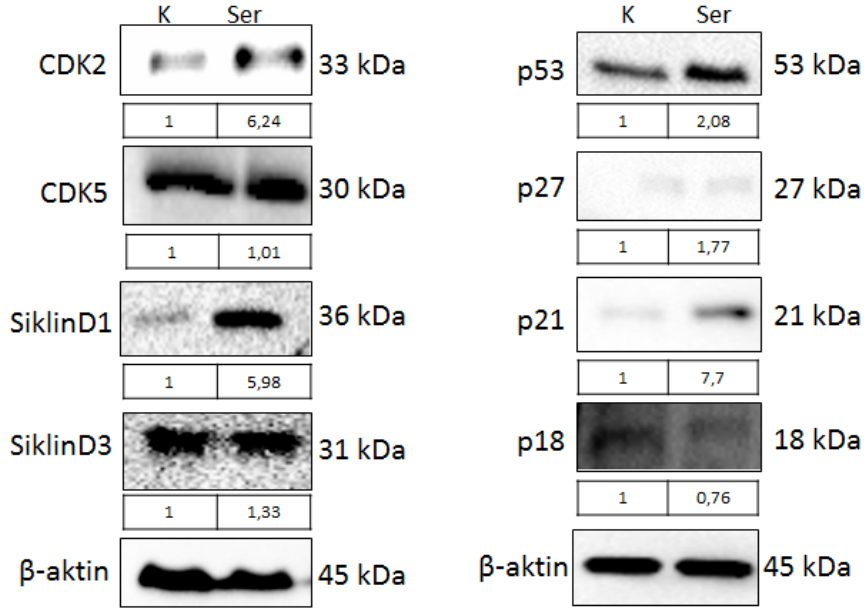 K Ser
CDK2 33 kDa
1 6,24
CDK5 30 kDa
1 1,01
SiklinD1 36 kDa
1 5,98
SiklinD3 31 kDa
1 1,33
β-aktin 45 kDa
K Ser
p53 53 kDa
1 2,08
p27 27 kDa
1 1,77
p21 21 kDa
1 7,7
p18 18 kDa
1 0,76
β-aktin 45 kDa